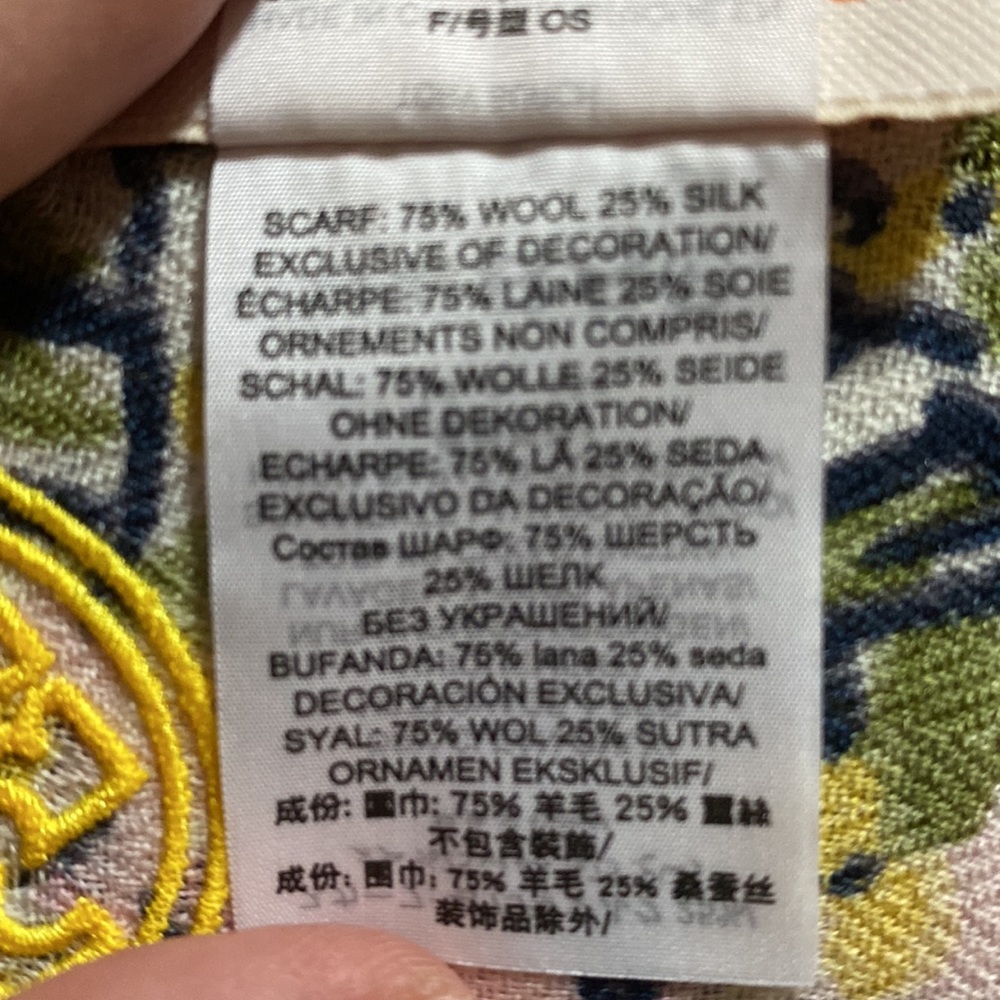 F/号型 OS
SCARF: 75% WOOL 25% SILK
EXCLUSIVE OF DECORATION/
ÉCHARPE: 75% LAINE 25% SOIE
ORNEMENTS NON COMPRIS/
SCHAL: 75% WOLLE 25% SEIDE
OHNE DEKORATION/
ECHARPE: 75% LÃ 25% SEDA
EXCLUSIVO DA DECORAÇÃO/
Состав ШАРФ: 75% ШЕРСТЬ
25% ШЕЛК
БЕЗ УКРАШЕНИЙ/
BUFANDA: 75% lana 25% seda
DECORACIÓN EXCLUSIVA/
SYAL: 75% WOL 25% SUTRA
ORNAMEN EKSKLUSIF/
成份: 圍巾: 75% 羊毛 25% 蠶絲
不包含裝飾/
成份: 围巾: 75% 羊毛 25% 桑蚕丝
装饰品除外/